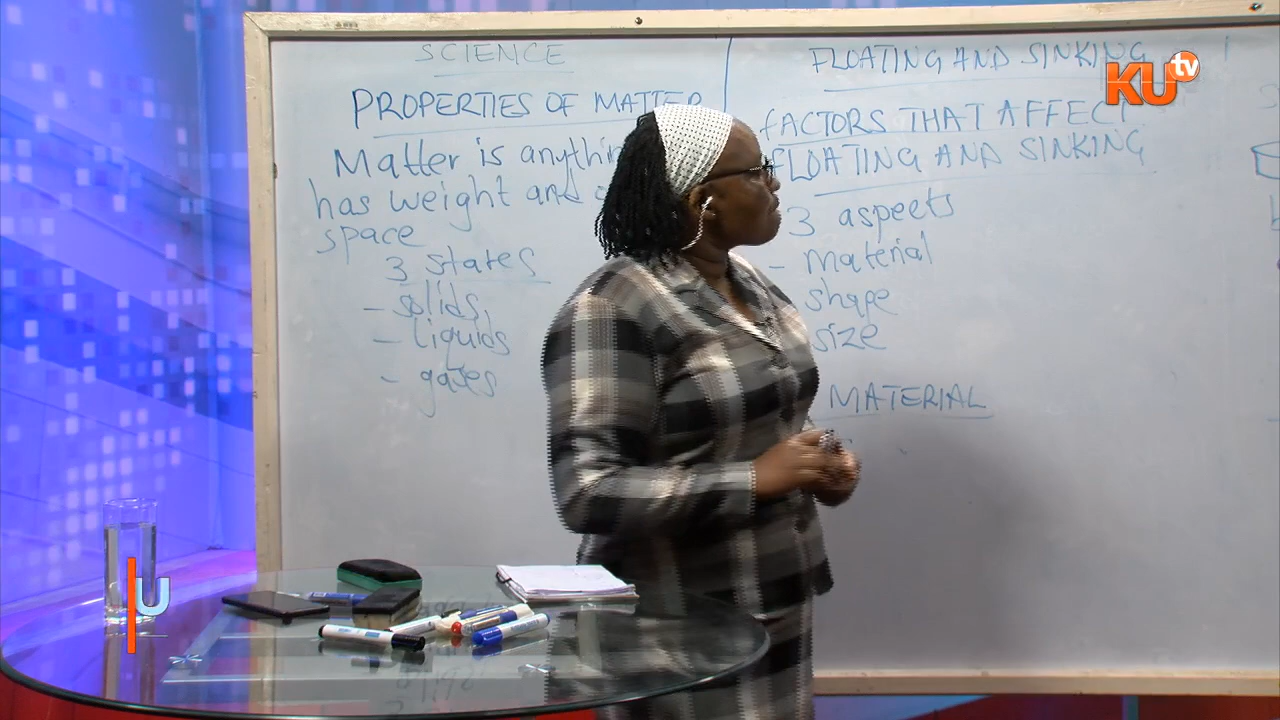 SCIENCE
PROPERTIES OF MATTER
Matter is
has weight and
space
3 states
- solids,
- liquids
- gases
FLOATING AND SINKING
FACTORS THAT AFFECT
FLOATING AND SINKING
3 aspects
- material
shape
size
MATERIAL
KU tv